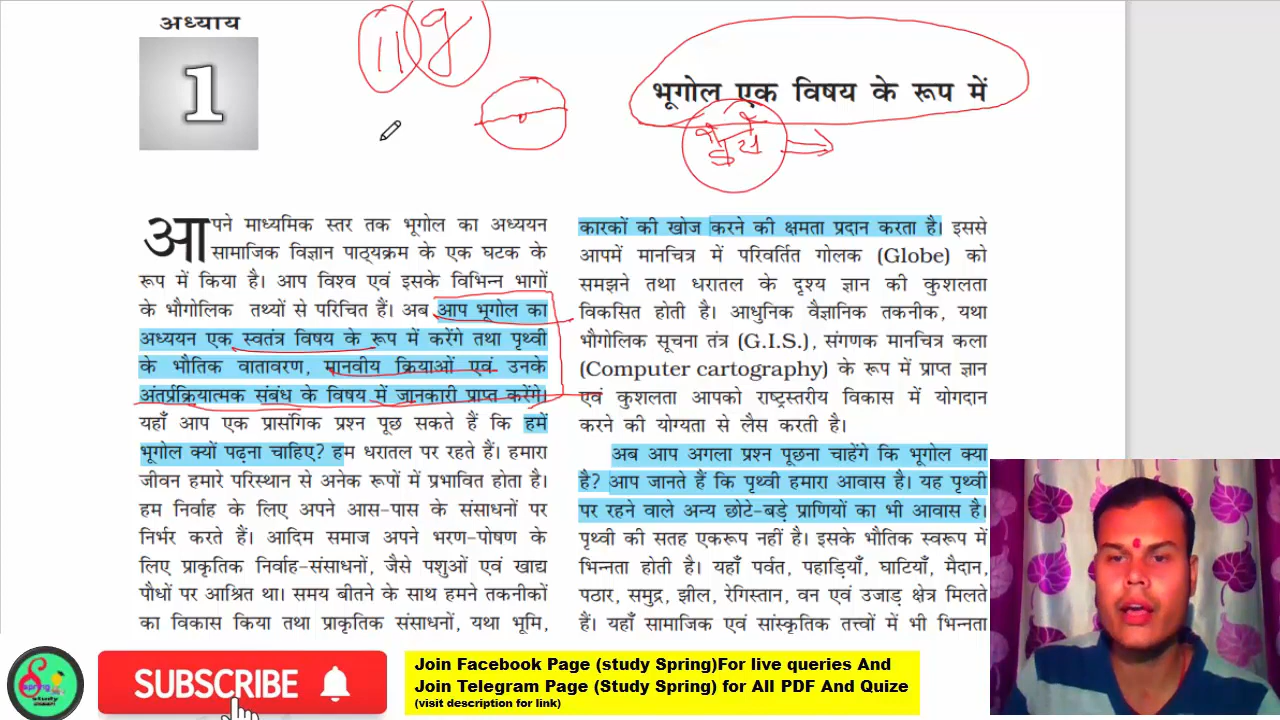 अध्याय
1
11 g
भूगोल एक विषय के रूप में
आपने माध्यमिक स्तर तक भूगोल का अध्ययन
सामाजिक विज्ञान पाठ्यक्रम के एक घटक के
रूप में किया है। आप विश्व एवं इसके विभिन्न भागों
के भौगोलिक तथ्यों से परिचित हैं। अब आप भूगोल का
अध्ययन एक स्वतंत्र विषय के रूप में करेंगे तथा पृथ्वी
के भौतिक वातावरण, मानवीय क्रियाओं एवं उनके
अंतर्प्रक्रियात्मक संबंध के विषय में जानकारी प्राप्त करेंगे।
यहाँ आप एक प्रासंगिक प्रश्न पूछ सकते हैं कि हमें
भूगोल क्यों पढ़ना चाहिए? हम धरातल पर रहते हैं। हमारा
जीवन हमारे परिस्थान से अनेक रूपों में प्रभावित होता है।
हम निर्वाह के लिए अपने आस-पास के संसाधनों पर
निर्भर करते हैं। आदिम समाज अपने भरण-पोषण के
लिए प्राकृतिक निर्वाह-संसाधनों, जैसे पशुओं एवं खाद्य
पौधों पर आश्रित था। समय बीतने के साथ हमने तकनीकों
का विकास किया तथा प्राकृतिक संसाधनों, यथा भूमि,
कारकों की खोज करने की क्षमता प्रदान करता है। इससे
आपमें मानचित्र में परिवर्तित गोलक (Globe) को
समझने तथा धरातल के दृश्य ज्ञान की कुशलता
विकसित होती है। आधुनिक वैज्ञानिक तकनीक, यथा
भौगोलिक सूचना तंत्र (G.I.S.), संगणक मानचित्र कला
(Computer cartography) के रूप में प्राप्त ज्ञान
एवं कुशलता आपको राष्ट्रस्तरीय विकास में योगदान
करने की योग्यता से लैस करती है।
अब आप अगला प्रश्न पूछना चाहेंगे कि भूगोल क्या
है? आप जानते हैं कि पृथ्वी हमारा आवास है। यह पृथ्वी
पर रहने वाले अन्य छोटे-बड़े प्राणियों का भी आवास है।
पृथ्वी की सतह एकरूप नहीं है। इसके भौतिक स्वरूप में
भिन्नता होती है। यहाँ पर्वत, पहाड़ियाँ, घाटियाँ, मैदान,
पठार, समुद्र, झील, रेगिस्तान, वन एवं उजाड़ क्षेत्र मिलते
हैं। यहाँ सामाजिक एवं सांस्कृतिक तत्त्वों में भी भिन्नता
Spring
study
SUBSCRIBE
Join Facebook Page (study Spring)For live queries And
Join Telegram Page (Study Spring) for All PDF And Quize
(visit description for link)